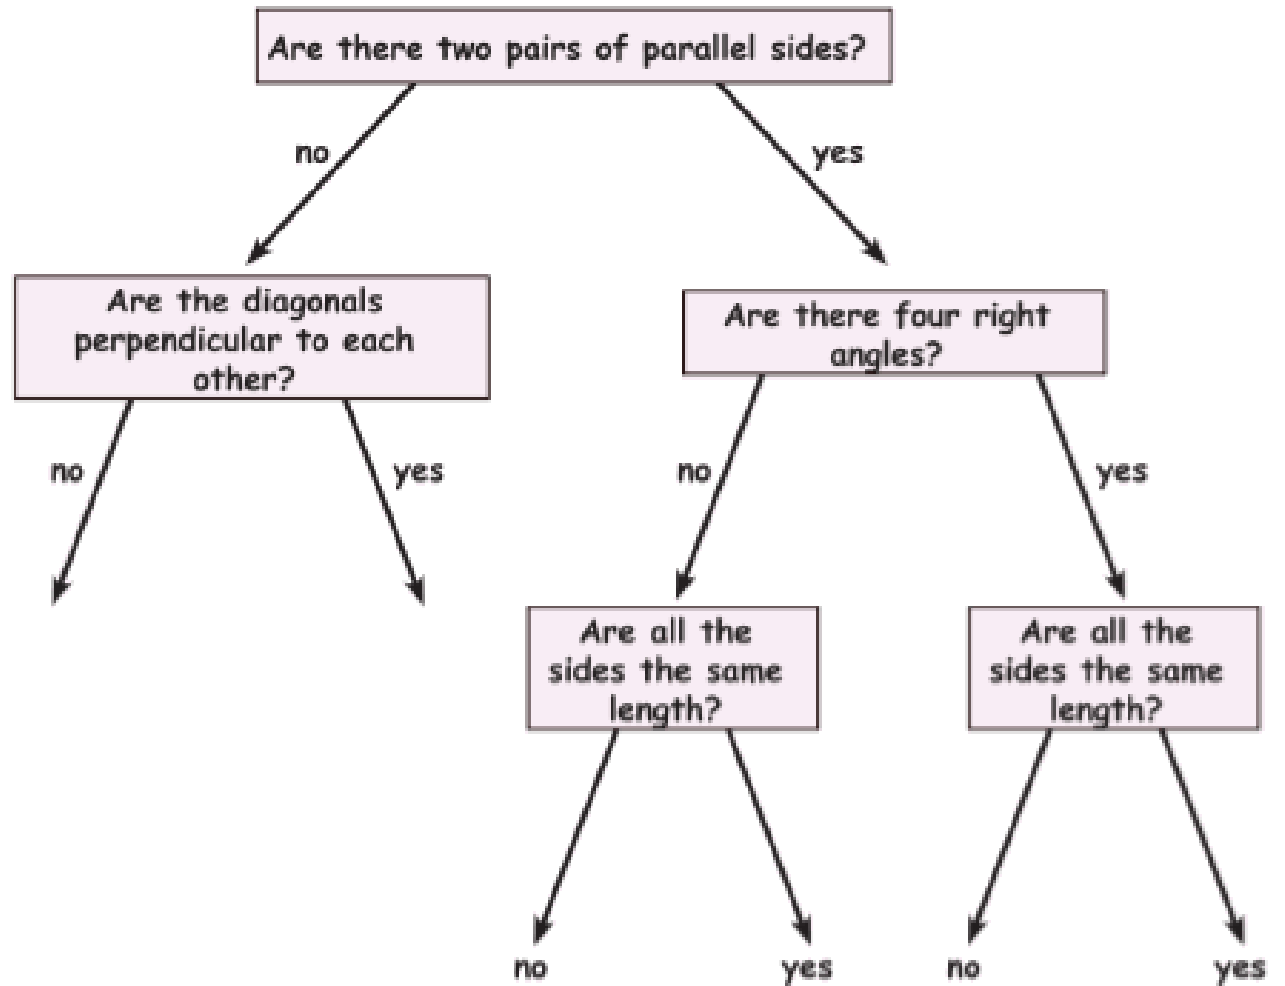 Are there two pairs of parallel sides?
no
yes
Are the diagonals
perpendicular to each
other?
Are there four right
angles?
no
yes
no
yes
Are all the
sides the same
length?
Are all the
sides the same
length?
no
yes
no
yes